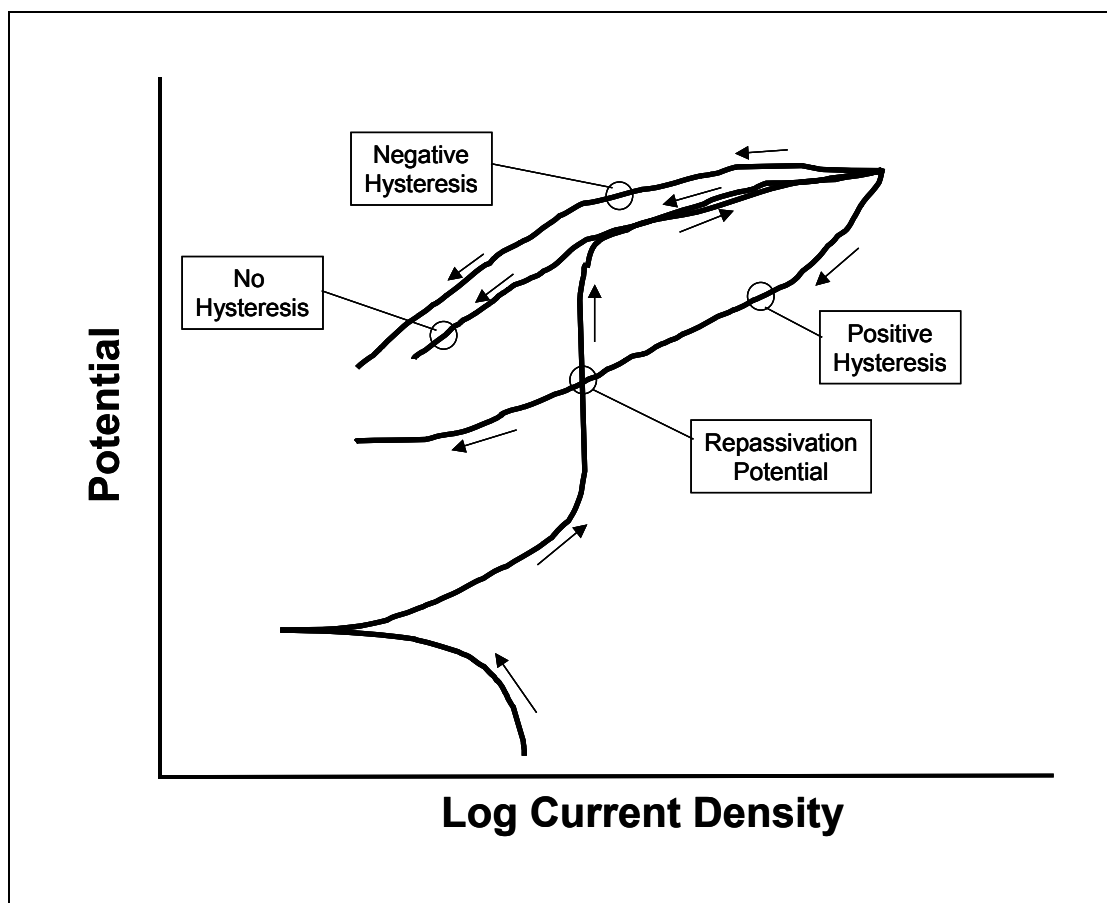 Negative
Hysteresis
No
Hysteresis
Positive
Hysteresis
Repassivation
Potential
Potential
Log Current Density